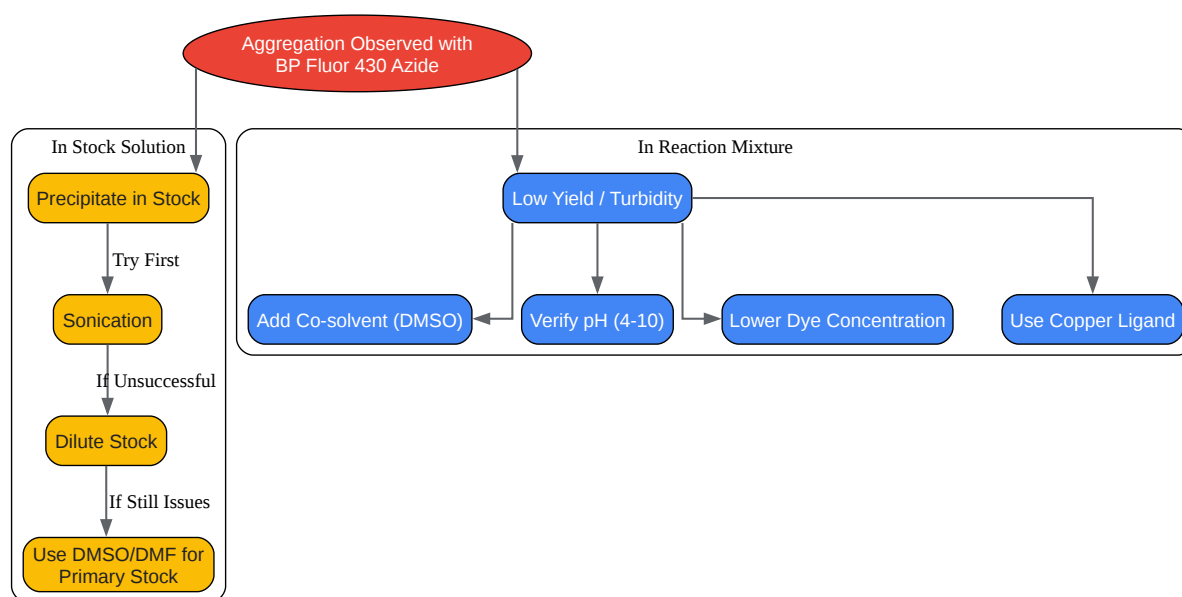 Aggregation Observed with
BP Fluor 430 Azide
In Stock Solution
In Reaction Mixture
Precipitate in Stock
Low Yield / Turbidity
Try First
Sonication
Add Co-solvent (DMSO)
Verify pH (4-10)
Lower Dye Concentration
Use Copper Ligand
If Unsuccessful
Dilute Stock
If Still Issues
Use DMSO/DMF for
Primary Stock